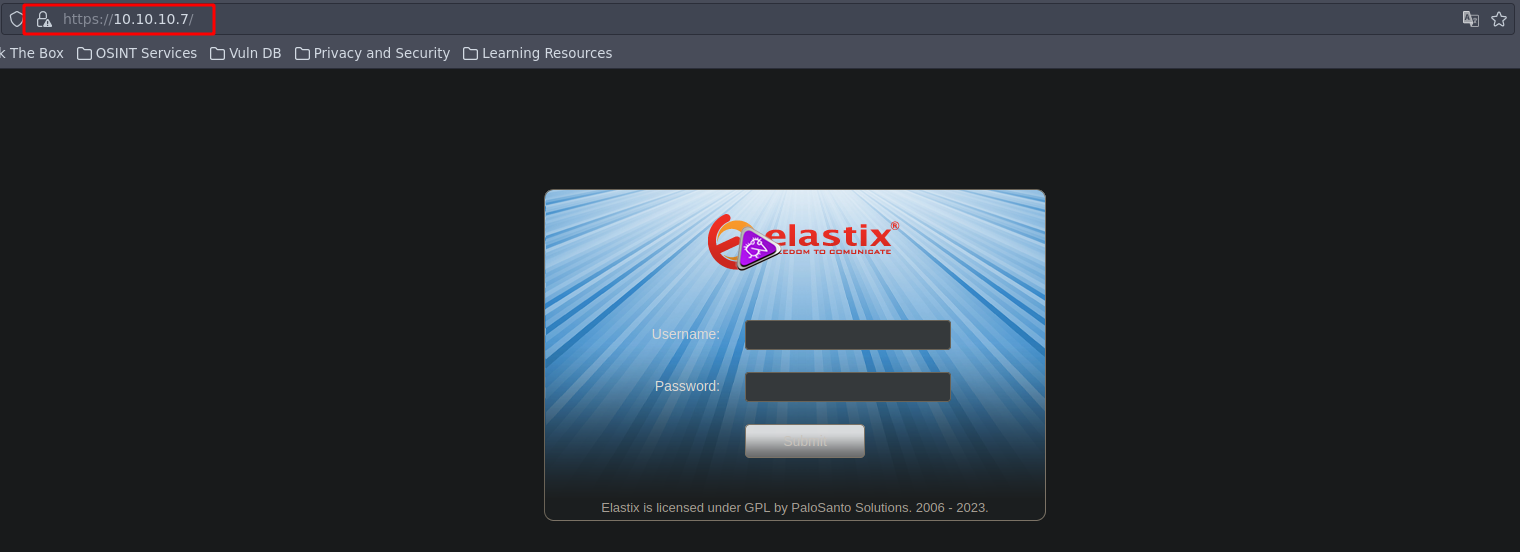 https://10.10.10.7/
k The Box OSINT Services Vuln DB Privacy and Security Learning Resources
elastix®
EDOM TO COMUNICATE
Username:
Password:
Submit
Elastix is licensed under GPL by PaloSanto Solutions. 2006 - 2023.